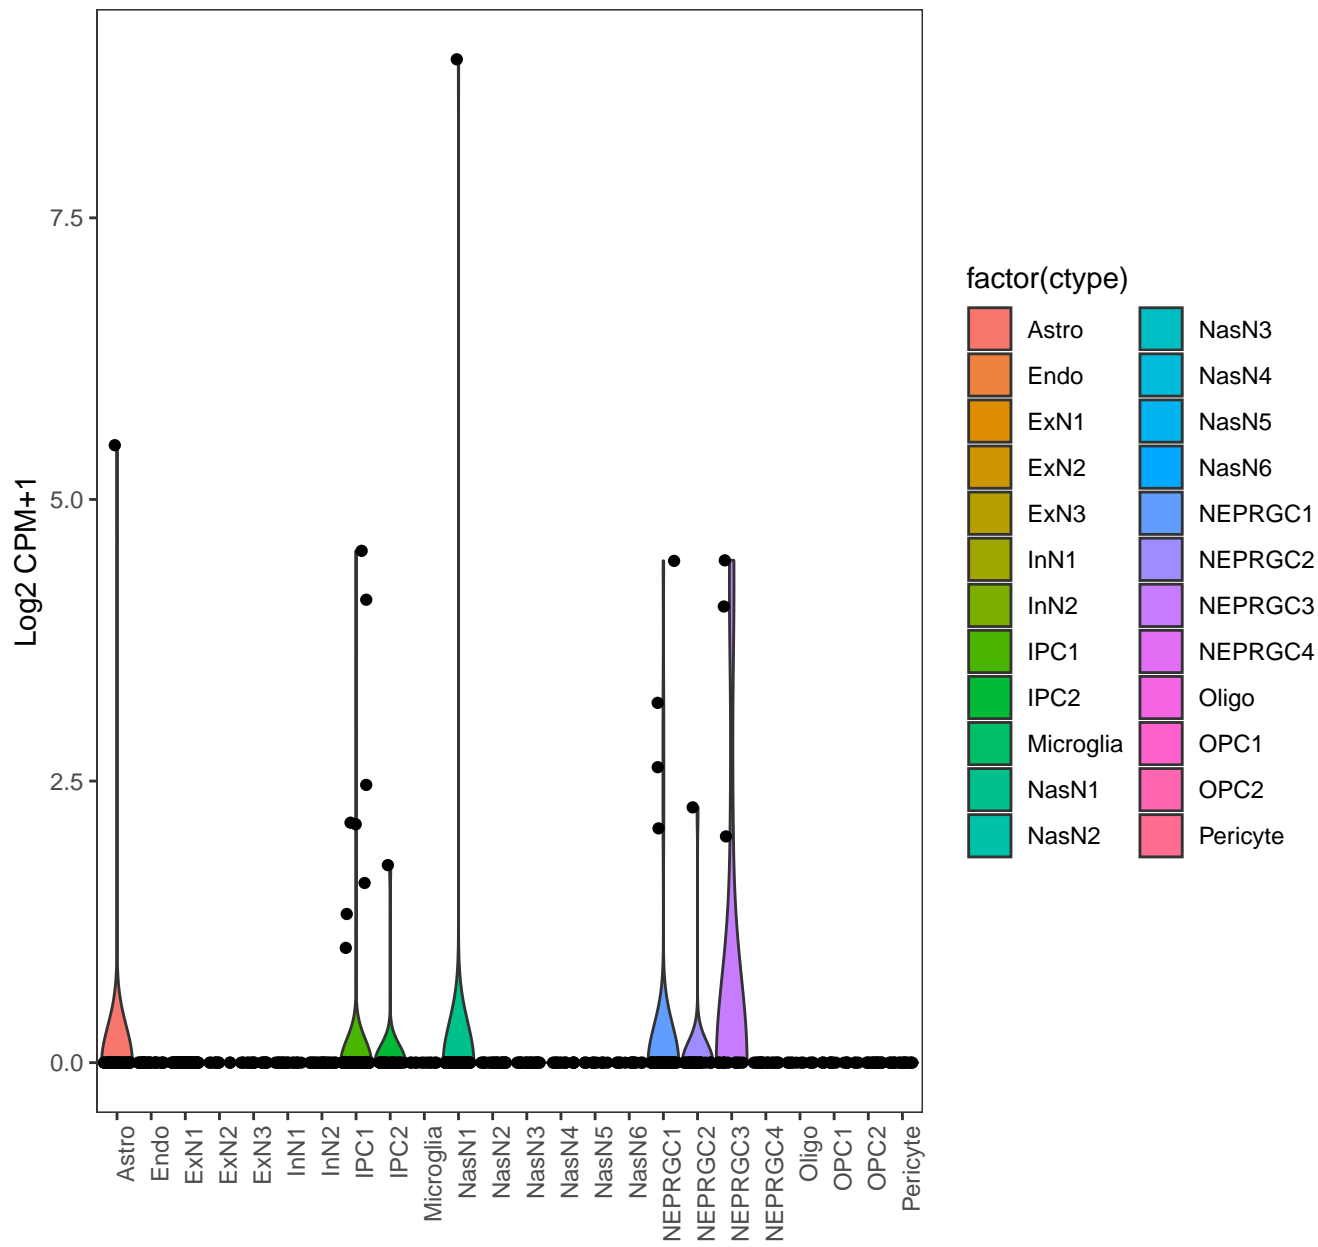 7.5
5.0
2.5
0.0
Log2 CPM+1
Astro
Endo
ExN1
ExN2
ExN3
InN1
InN2
IPC1
IPC2
Microglia
NasN1
NasN2
NasN3
NasN4
NasN5
NasN6
NEPRGC1
NEPRGC2
NEPRGC3
NEPRGC4
Oligo
OPC1
OPC2
Pericyte
factor(ctype)
Astro
Endo
ExN1
ExN2
ExN3
InN1
InN2
IPC1
IPC2
Microglia
NasN1
NasN2
NasN3
NasN4
NasN5
NasN6
NEPRGC1
NEPRGC2
NEPRGC3
NEPRGC4
Oligo
OPC1
OPC2
Pericyte